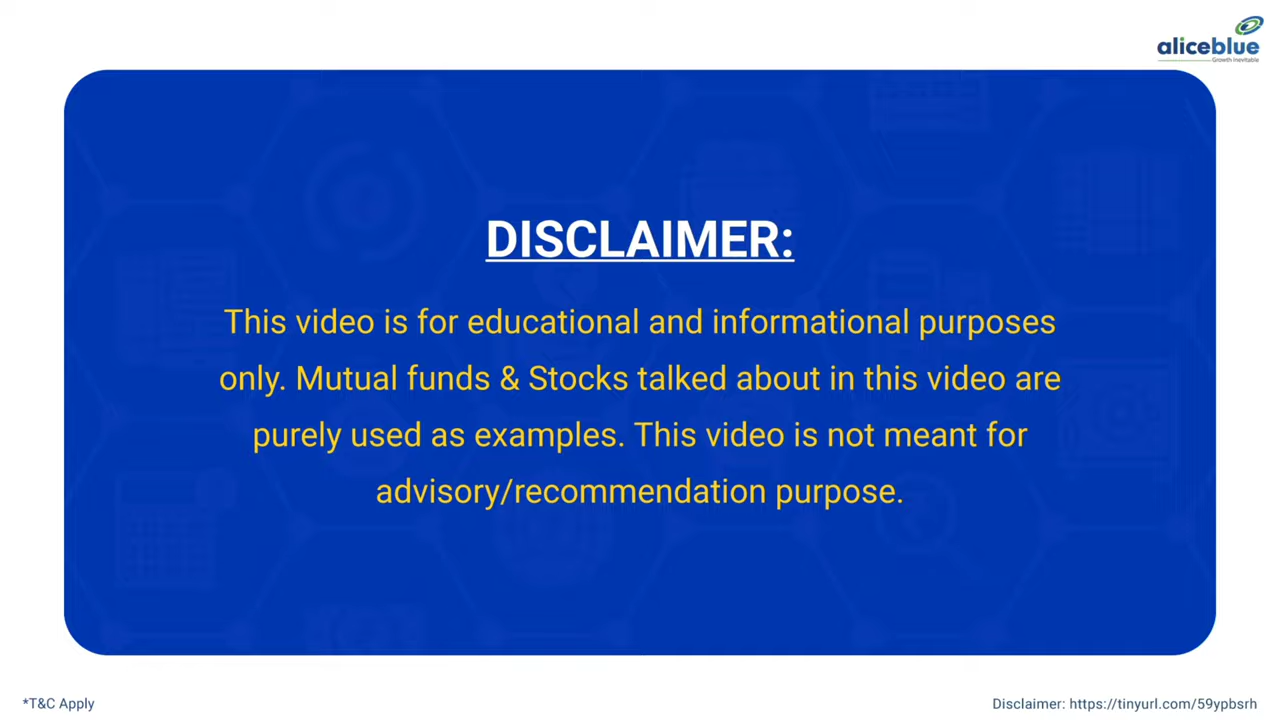 aliceblue
Growth Inevitable
DISCLAIMER:
This video is for educational and informational purposes
only. Mutual funds & Stocks talked about in this video are
purely used as examples. This video is not meant for
advisory/recommendation purpose.
*T&C Apply
Disclaimer: https://tinyurl.com/59ypbsrh